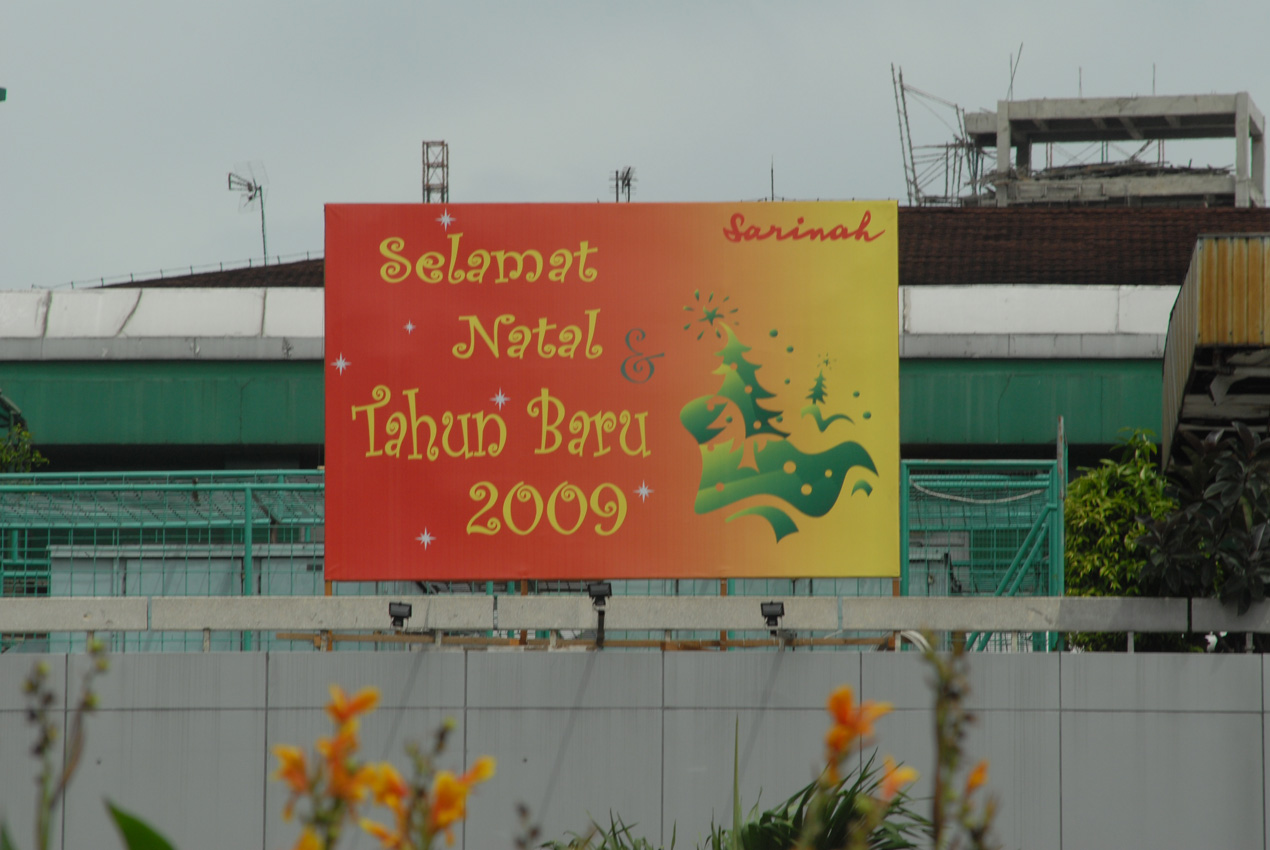 Sarinah
Selamat
Natal &
Tahun Baru
2009